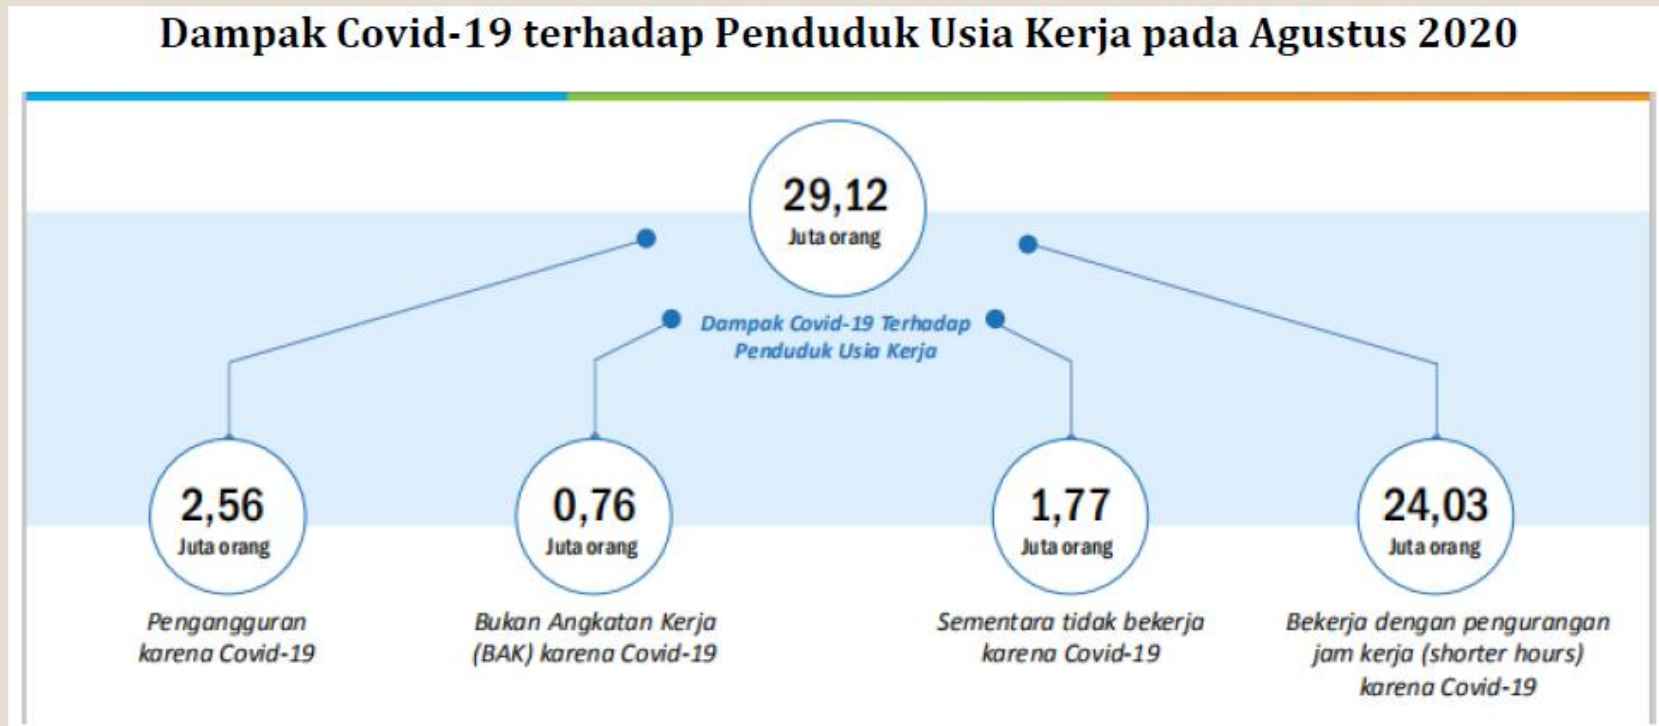 Dampak Covid-19 terhadap Penduduk Usia Kerja pada Agustus 2020
29,12
Juta orang
Dampak Covid-19 Terhadap
Penduduk Usia Kerja
2,56
Juta orang
Pengangguran
karena Covid-19
0,76
Juta orang
Bukan Angkatan Kerja
(BAK) karena Covid-19
1,77
Juta orang
Sementara tidak bekerja
karena Covid-19
24,03
Juta orang
Bekerja dengan pengurangan
jam kerja (shorter hours)
karena Covid-19